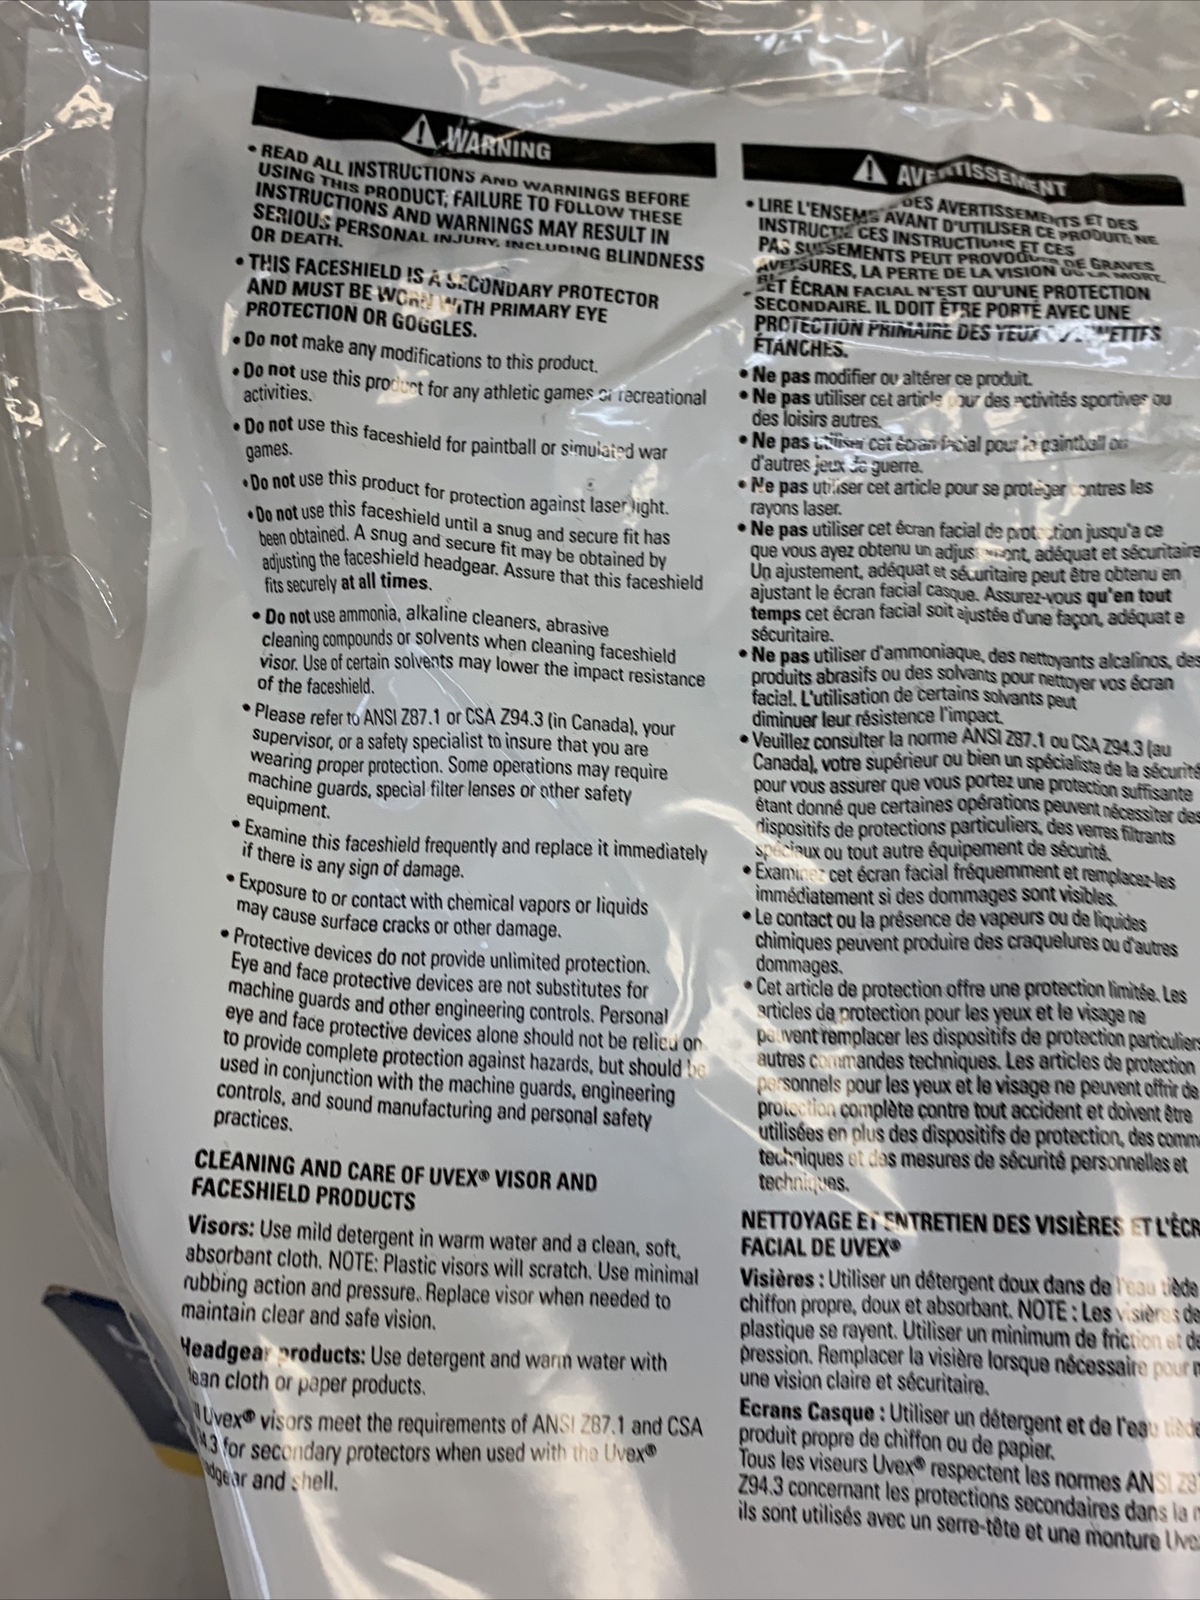 WARNING
• READ ALL INSTRUCTIONS AND WARNINGS BEFORE
USING THIS PRODUCT; FAILURE TO FOLLOW THESE
INSTRUCTIONS AND WARNINGS MAY RESULT IN
SERIOUS PERSONAL INJURY, INCLUDING BLINDNESS
OR DEATH.
• THIS FACESHIELD IS A SECONDARY PROTECTOR
AND MUST BE WORN WITH PRIMARY EYE
PROTECTION OR GOGGLES.
• Do not make any modifications to this product.
• Do not use this product for any athletic games or recreational
activities.
• Do not use this faceshield for paintball or simulated war
games.
• Do not use this product for protection against laser light.
• Do not use this faceshield until a snug and secure fit has
been obtained. A snug and secure fit may be obtained by
adjusting the faceshield headgear. Assure that this faceshield
fits securely at all times.
• Do not use ammonia, alkaline cleaners, abrasive
cleaning compounds or solvents when cleaning faceshield
visor. Use of certain solvents may lower the impact resistance
of the faceshield.
• Please refer to ANSI Z87.1 or CSA Z94.3 (in Canada), your
supervisor, or a safety specialist to insure that you are
wearing proper protection. Some operations may require
machine guards, special filter lenses or other safety
equipment.
• Examine this faceshield frequently and replace it immediately
if there is any sign of damage.
• Exposure to or contact with chemical vapors or liquids
may cause surface cracks or other damage.
• Protective devices do not provide unlimited protection.
Eye and face protective devices are not substitutes for
machine guards and other engineering controls. Personal
eye and face protective devices alone should not be relied on
to provide complete protection against hazards, but should be
used in conjunction with the machine guards, engineering
controls, and sound manufacturing and personal safety
practices.
CLEANING AND CARE OF UVEX® VISOR AND
FACESHIELD PRODUCTS
Visors: Use mild detergent in warm water and a clean, soft,
absorbant cloth. NOTE: Plastic visors will scratch. Use minimal
rubbing action and pressure. Replace visor when needed to
maintain clear and safe vision.
Headgear products: Use detergent and warm water with
lean cloth or paper products.
Uvex® visors meet the requirements of ANSI Z87.1 and CSA
for secondary protectors when used with the Uvex®
and shell.
AVERTISSEMENT
• LIRE L'ENSEM DES AVERTISSEMENTS ET DES
INSTRUCT AVANT D'UTILISER CE PRODUIT; NE
PAS CES INSTRUCTIONS ET CES
PEUT PROVOQUER DE GRAVES
LA PERTE DE LA VISION OU LA MORT.
ET ÉCRAN FACIAL N'EST QU'UNE PROTECTION
SECONDAIRE. IL DOIT ÊTRE PORTÉ AVEC UNE
PROTECTION PRIMAIRE DES YEUX
ÉTANCHES.
• Ne pas modifier ou altérer ce produit.
• Ne pas utiliser cet article pour des activités sportives ou
des loisirs autres.
• Ne pas utiliser cet écran facial pour la paintball ou
d'autres jeux de guerre.
• Ne pas utiliser cet article pour se protéger contres les
rayons laser.
• Ne pas utiliser cet écran facial de protection jusqu'a ce
que vous ayez obtenu un adéquat et sécuritaire
Un ajustement, adéquat et sécuritaire peut être obtenu en
ajustant le écran facial casque. Assurez-vous qu'en tout
temps cet écran facial soit ajustée d'une façon, adéquat e
sécuritaire.
• Ne pas utiliser d'ammoniaque, des nettoyants alcalinos, des
produits abrasifs ou des solvants pour nettoyer vos écran
facial. L'utilisation de certains solvants peut
diminuer leur résistence l'impact.
• Veuillez consulter la norme ANSI Z87.1 ou CSA Z94.3 (au
Canada), votre supérieur ou bien un spécialiste de la sécurité
pour vous assurer que vous portez une protection suffisante
étant donné que certaines opérations peuvent nécessiter des
dispositifs de protections particuliers, des verres filtrants
spéciaux ou tout autre équipement de sécurité.
• Examinez cet écran facial fréquemment et remplacez-les
immédiatement si des dommages sont visibles.
• Le contact ou la présence de vapeurs ou de liquides
chimiques peuvent produire des craquelures ou d'autres
dommages.
• Cet article de protection offre une protection limitée. Les
articles de protection pour les yeux et le visage ne
peuvent remplacer les dispositifs de protection particuliers
autres commandes techniques. Les articles de protection
personnels pour les yeux et le visage ne peuvent offrir de
protection complète contre tout accident et doivent être
utilisées en plus des dispositifs de protection, des comm
techniques et des mesures de sécurité personnelles et
techniques.
NETTOYAGE ET ENTRETIEN DES VISIÈRES ET L'ÉCR
FACIAL DE UVEX®
Visières : Utiliser un détergent doux dans de l'eau tiède
chiffon propre, doux et absorbant. NOTE : Les visières de
plastique se rayent. Utiliser un minimum de friction et de
pression. Remplacer la visière lorsque nécessaire pour
une vision claire et sécuritaire.
Ecrans Casque : Utiliser un détergent et de l'eau tiède
produit propre de chiffon ou de papier.
Tous les viseurs Uvex® respectent les normes ANSI Z8
Z94.3 concernant les protections secondaires dans la
ils sont utilisés avec un serre-tête et une monture Uve